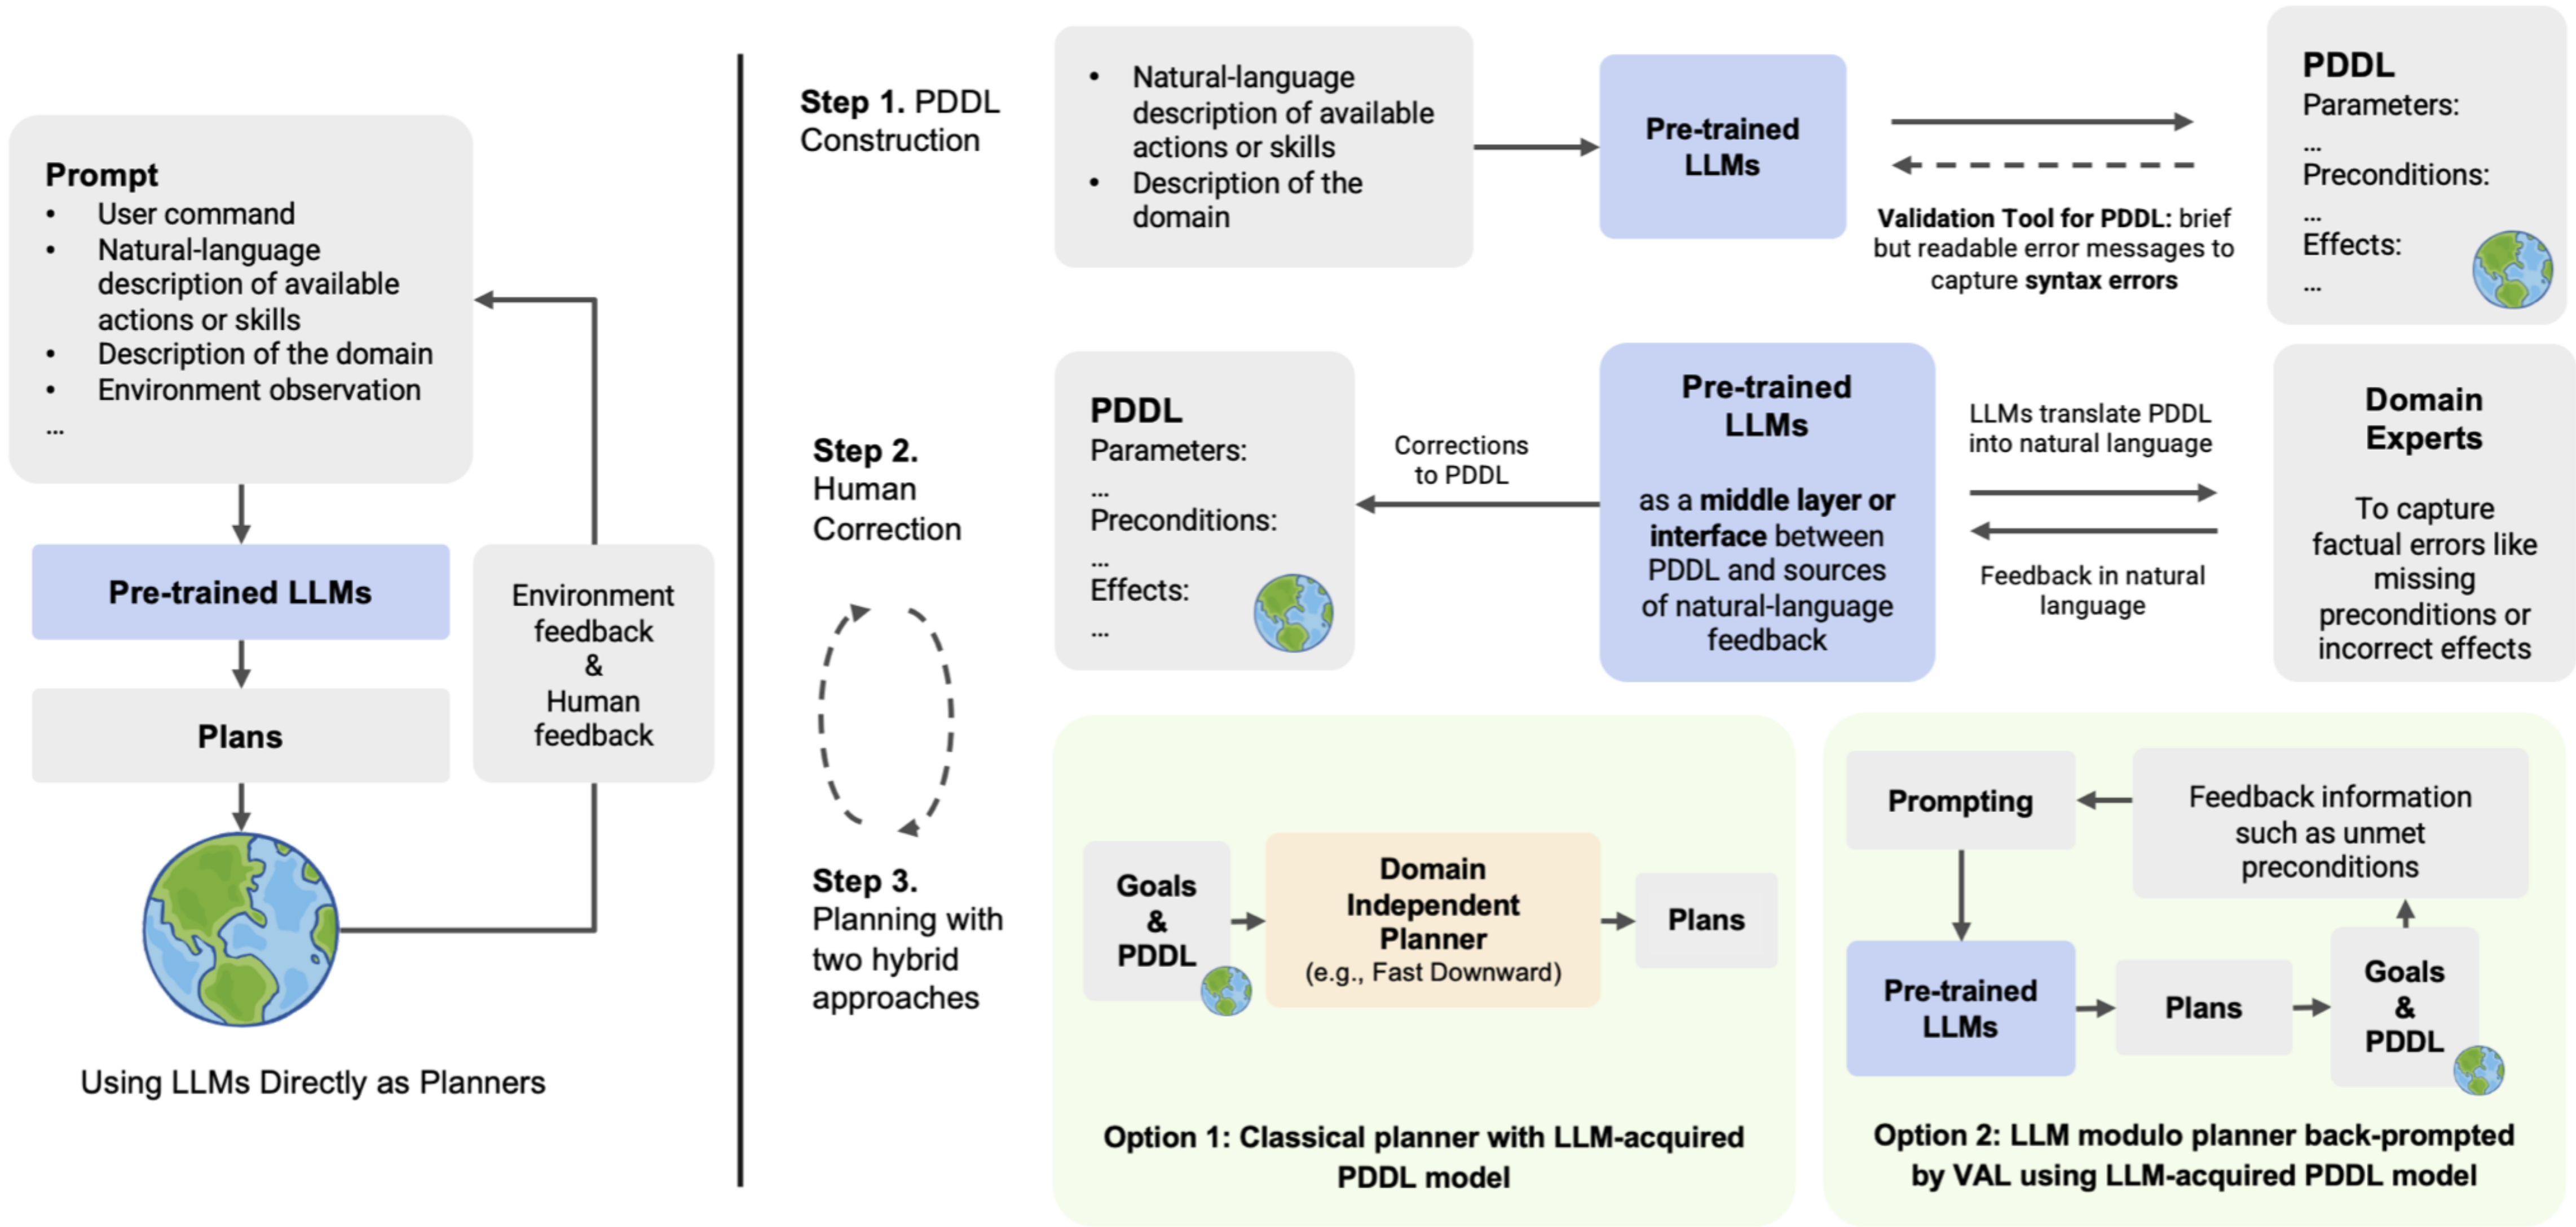 Prompt
• User command
• Natural-language
description of available
actions or skills
• Description of the domain
• Environment observation
...
Pre-trained LLMs
Plans
Environment
feedback
&
Human
feedback
Using LLMs Directly as Planners
Step 1. PDDL
Construction
• Natural-language
description of available
actions or skills
• Description of the
domain
Pre-trained
LLMs
Validation Tool for PDDL: brief
but readable error messages to
capture syntax errors
PDDL
Parameters:
...
Preconditions:
...
Effects:
...
Step 2.
Human
Correction
PDDL
Parameters:
...
Preconditions:
...
Effects:
...
Corrections
to PDDL
Pre-trained
LLMs
as a middle layer or
interface between
PDDL and sources
of natural-language
feedback
LLMs translate PDDL
into natural language
Feedback in natural
language
Domain
Experts
To capture
factual errors like
missing
preconditions or
incorrect effects
Step 3.
Planning with
two hybrid
approaches
Goals
&
PDDL
Domain
Independent
Planner
(e.g., Fast Downward)
Plans
Option 1: Classical planner with LLM-acquired
PDDL model
Prompting
Feedback information
such as unmet
preconditions
Pre-trained
LLMs
Plans
Goals
&
PDDL
Option 2: LLM modulo planner back-prompted
by VAL using LLM-acquired PDDL model